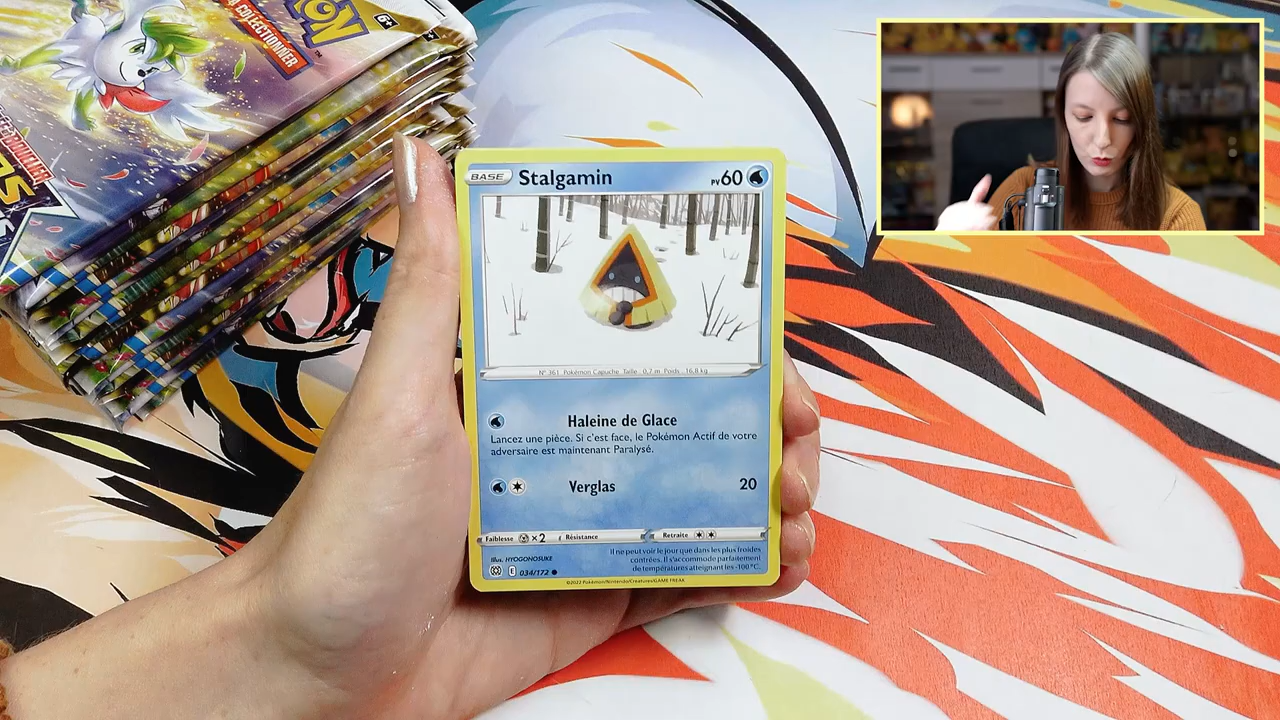 6+
À COLLECTIONNER
BASE Stalgamin PV60
N° 361 Pokémon Capuche Taille : 0,7 m Poids : 16,8 kg
Haleine de Glace
Lancez une pièce. Si c'est face, le Pokémon Actif de votre
adversaire est maintenant Paralysé.
Verglas 20
Faiblesse ×2 Résistance Retraite
Illus. HYOGONOSUKE
Il ne peut voir le jour que dans les plus froides
contrées. Il s'accommode parfaitement
de températures atteignant les -100 °C.
E 034/172
©2022 Pokémon/Nintendo/Creatures/GAME FREAK